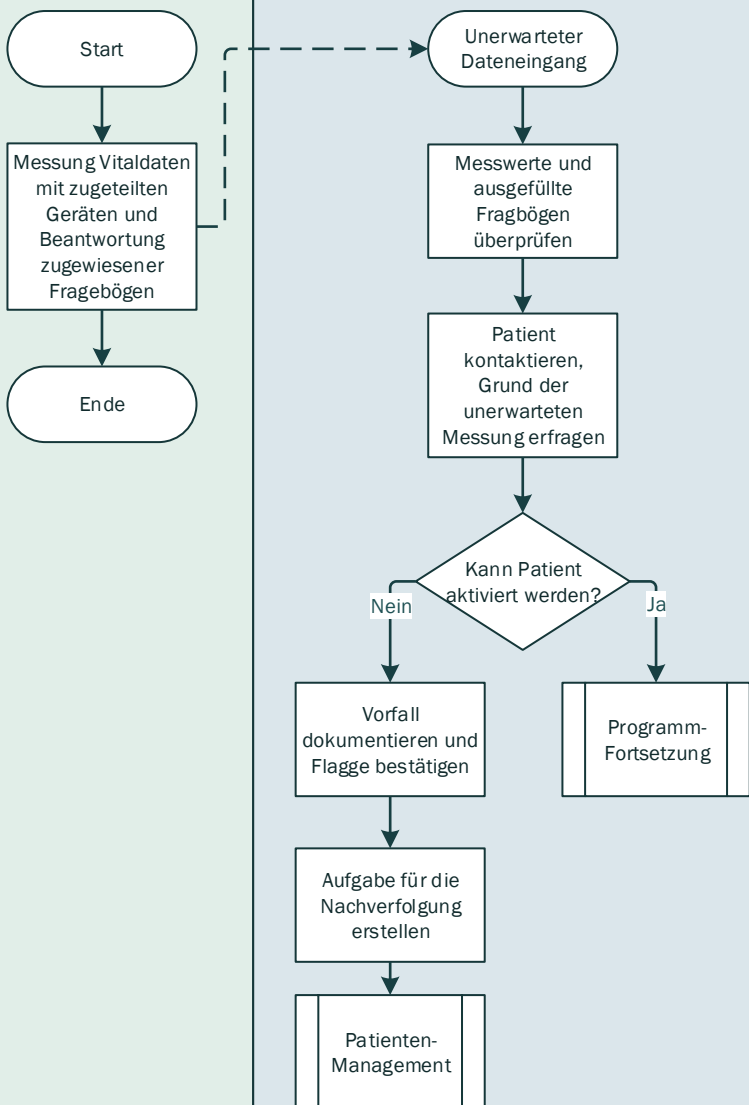 Start
Messung Vitaldaten
mit zugeteilten
Geräten und
Beantwortung
zugewiesener
Fragebögen
Ende
Unerwarteter
Dateneingang
Messwerte und
ausgefüllte
Fragbögen
überprüfen
Patient
kontaktieren,
Grund der
unerwarteten
Messung erfragen
Kann Patient
aktiviert werden?
Nein
Ja
Vorfall
dokumentieren und
Flagge bestätigen
Programm-
Fortsetzung
Aufgabe für die
Nachverfolgung
erstellen
Patienten-
Management